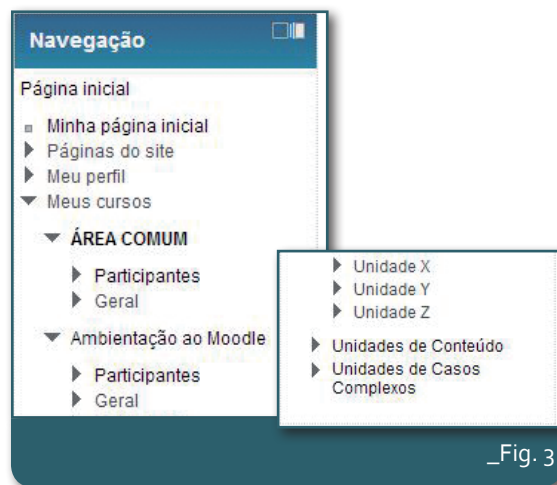 Navegação
Página inicial
Minha página inicial
Páginas do site
Meu perfil
Meus cursos
ÁREA COMUM
Participantes
Geral
Ambientação ao Moodle
Participantes
Geral
Unidade X
Unidade Y
Unidade Z
Unidades de Conteúdo
Unidades de Casos
Complexos
_Fig. 3